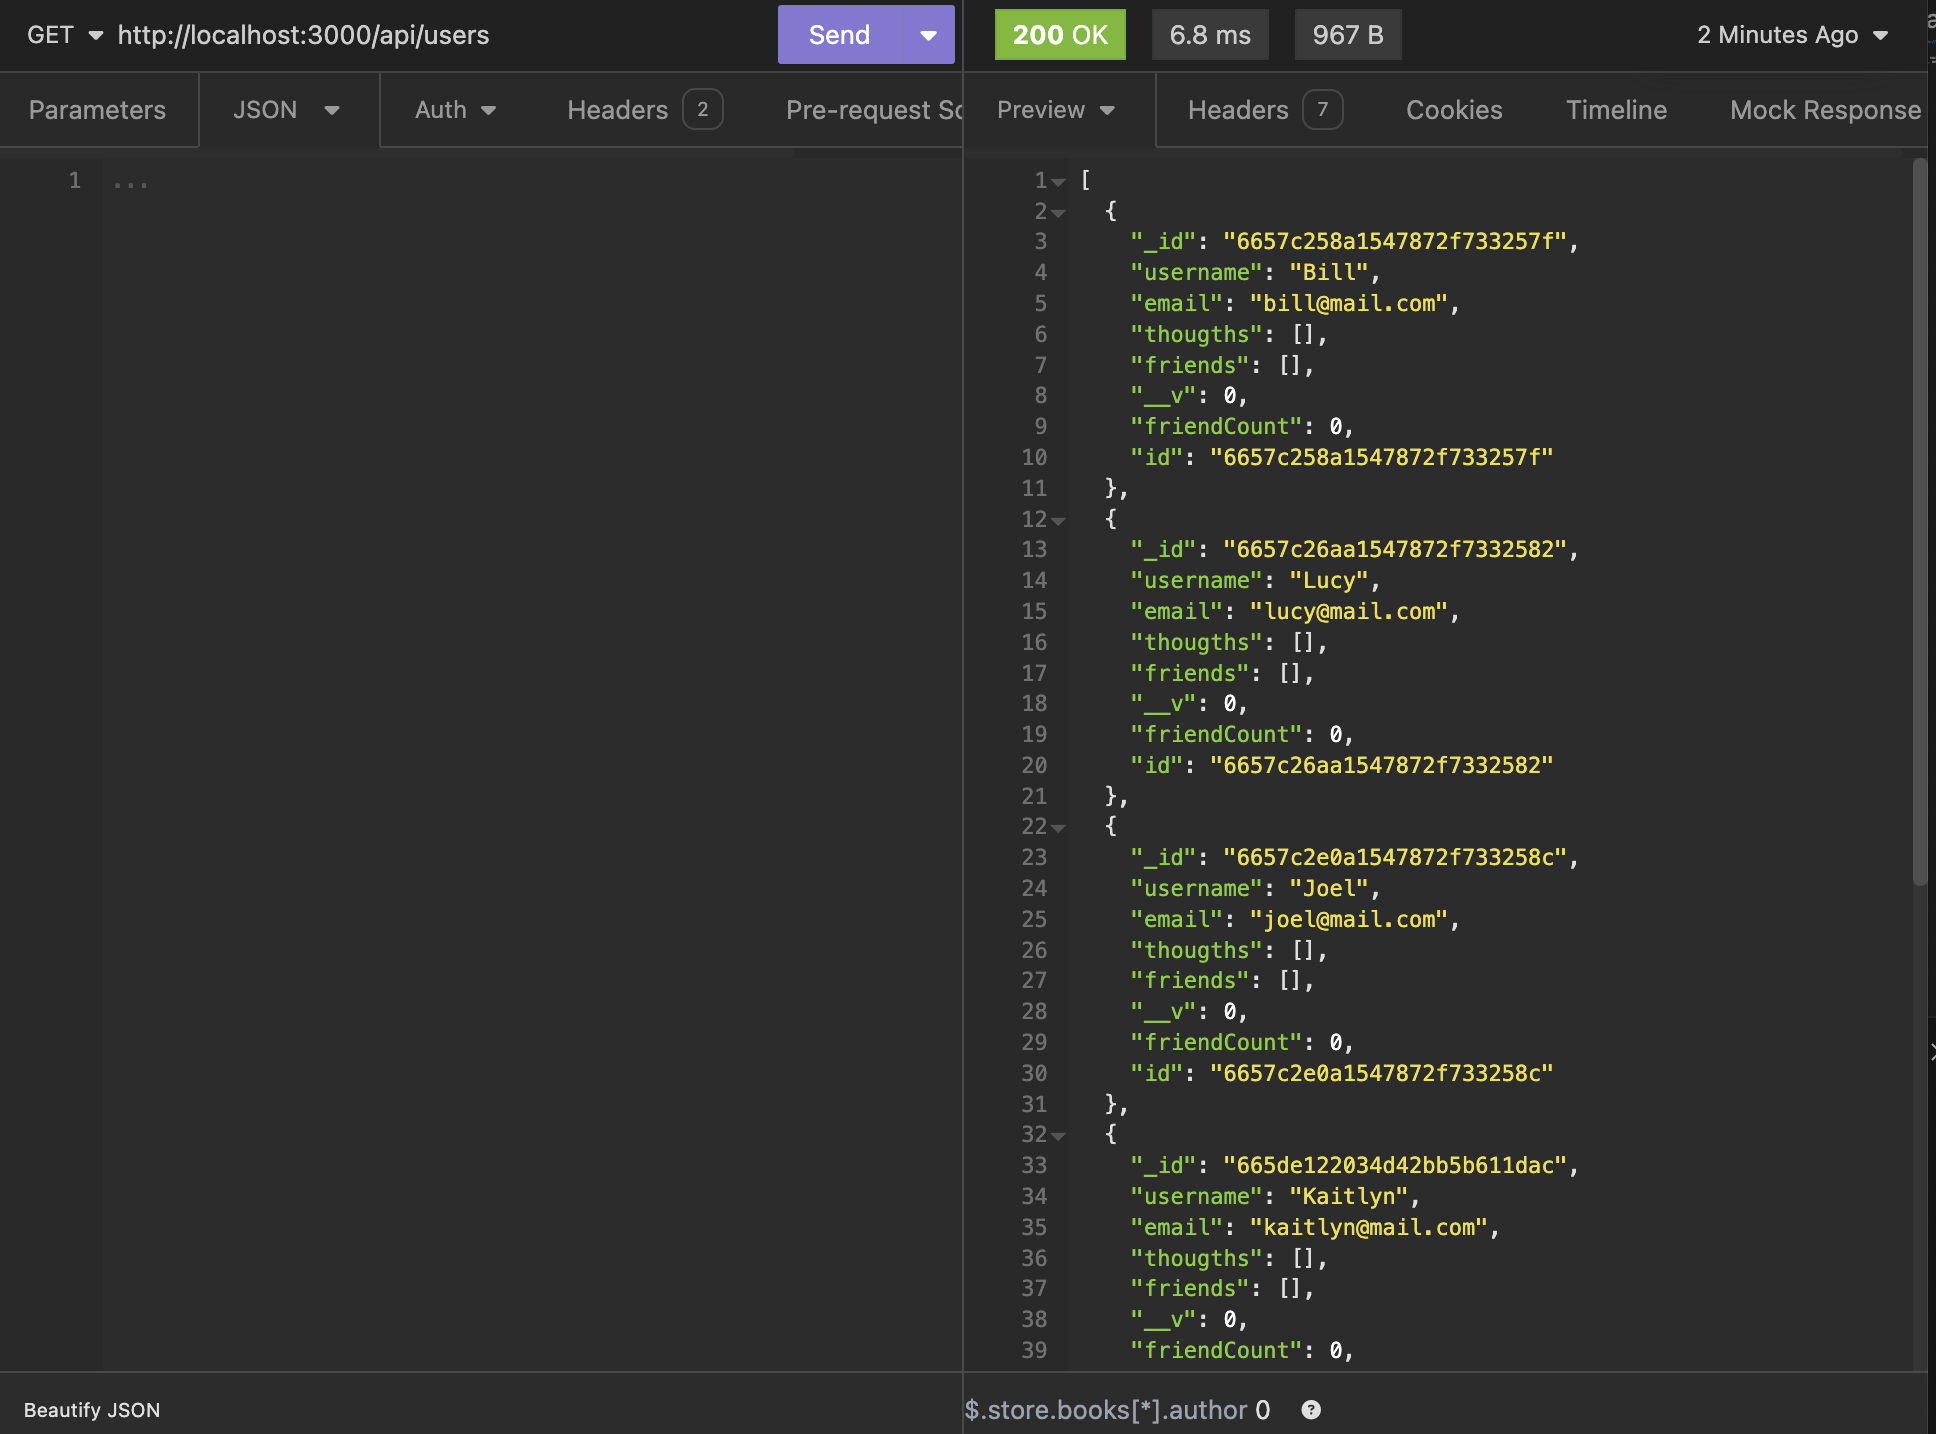 GET http://localhost:3000/api/users Send 200 OK 6.8 ms 967 B 2 Minutes Ago
Parameters JSON Auth Headers 2 Pre-request Sc Preview Headers 7 Cookies Timeline Mock Response
1 ...
1 [
2 {
3 "_id": "6657c258a1547872f733257f",
4 "username": "Bill",
5 "email": "bill@mail.com",
6 "thougths": [],
7 "friends": [],
8 "__v": 0,
9 "friendCount": 0,
10 "id": "6657c258a1547872f733257f"
11 },
12 {
13 "_id": "6657c26aa1547872f7332582",
14 "username": "Lucy",
15 "email": "lucy@mail.com",
16 "thougths": [],
17 "friends": [],
18 "__v": 0,
19 "friendCount": 0,
20 "id": "6657c26aa1547872f7332582"
21 },
22 {
23 "_id": "6657c2e0a1547872f733258c",
24 "username": "Joel",
25 "email": "joel@mail.com",
26 "thougths": [],
27 "friends": [],
28 "__v": 0,
29 "friendCount": 0,
30 "id": "6657c2e0a1547872f733258c"
31 },
32 {
33 "_id": "665de122034d42bb5b611dac",
34 "username": "Kaitlyn",
35 "email": "kaitlyn@mail.com",
36 "thougths": [],
37 "friends": [],
38 "__v": 0,
39 "friendCount": 0,
Beautify JSON $.store.books[*].author 0 ?